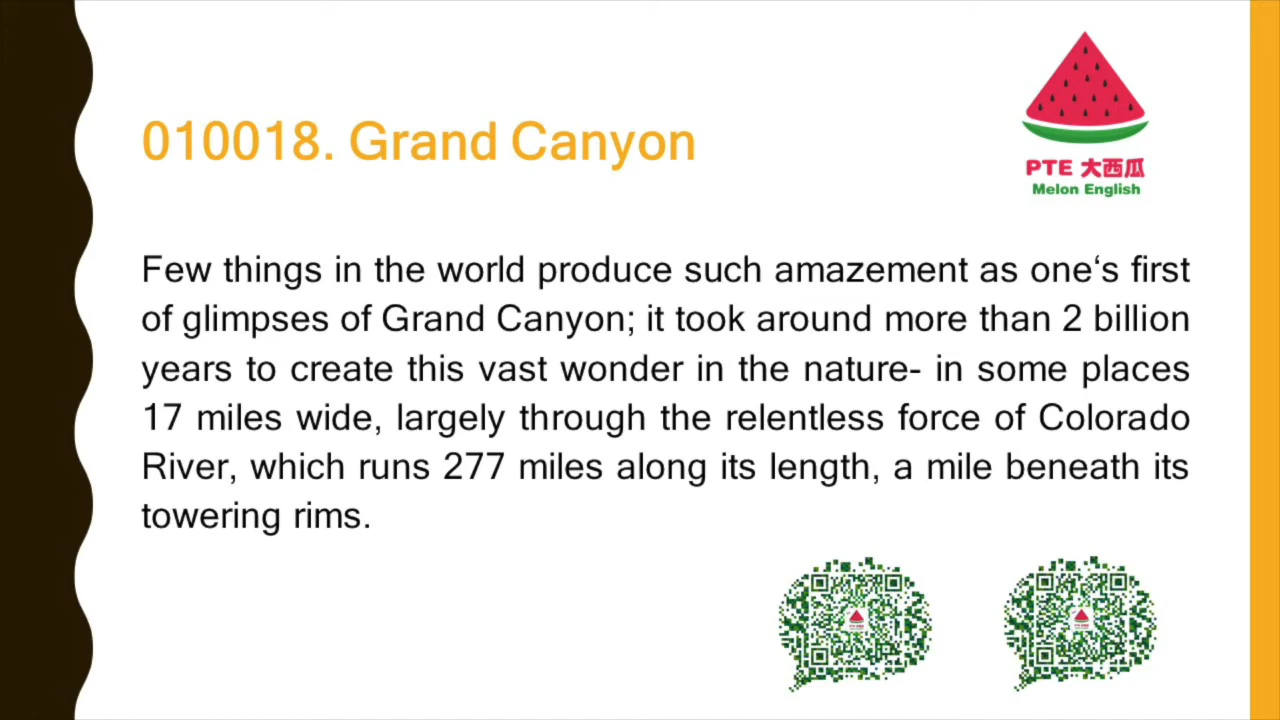 PTE 大西瓜
Melon English
010018. Grand Canyon
Few things in the world produce such amazement as one‘s first
of glimpses of Grand Canyon; it took around more than 2 billion
years to create this vast wonder in the nature- in some places
17 miles wide, largely through the relentless force of Colorado
River, which runs 277 miles along its length, a mile beneath its
towering rims.